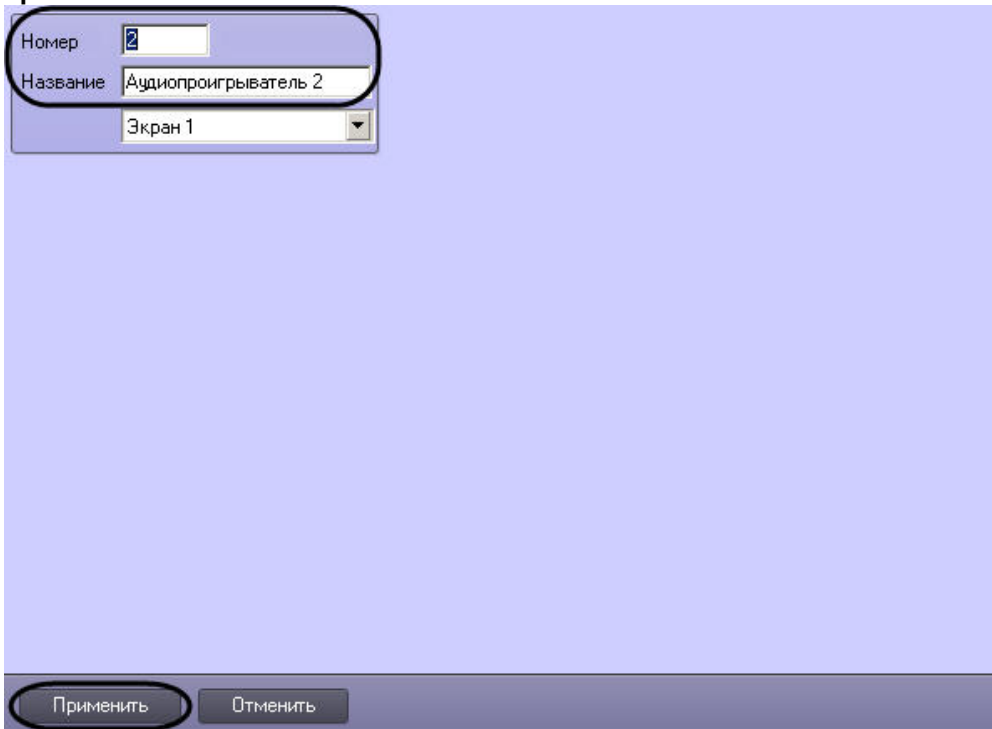 Номер 2
Название Аудиопроигрыватель 2
Экран 1
Применить Отменить